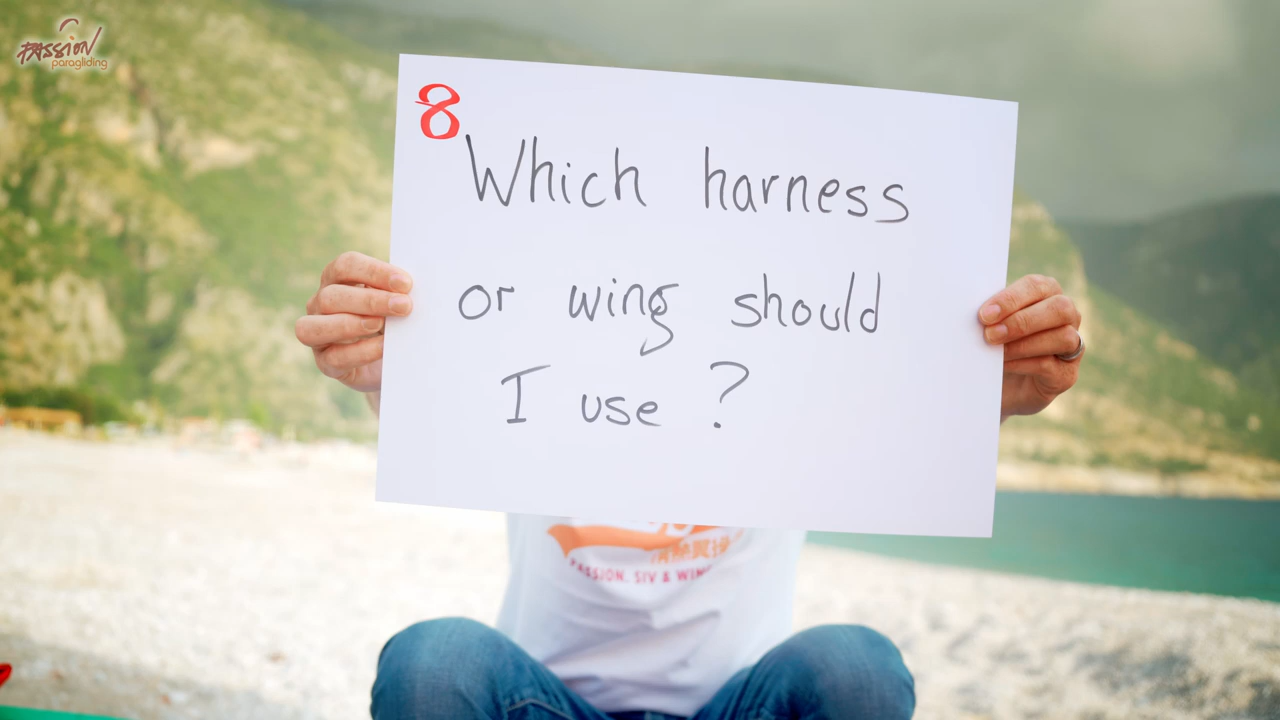 PASSION
paragliding
8
Which harness
or wing should
I use ?
PASSION, SIV & WING